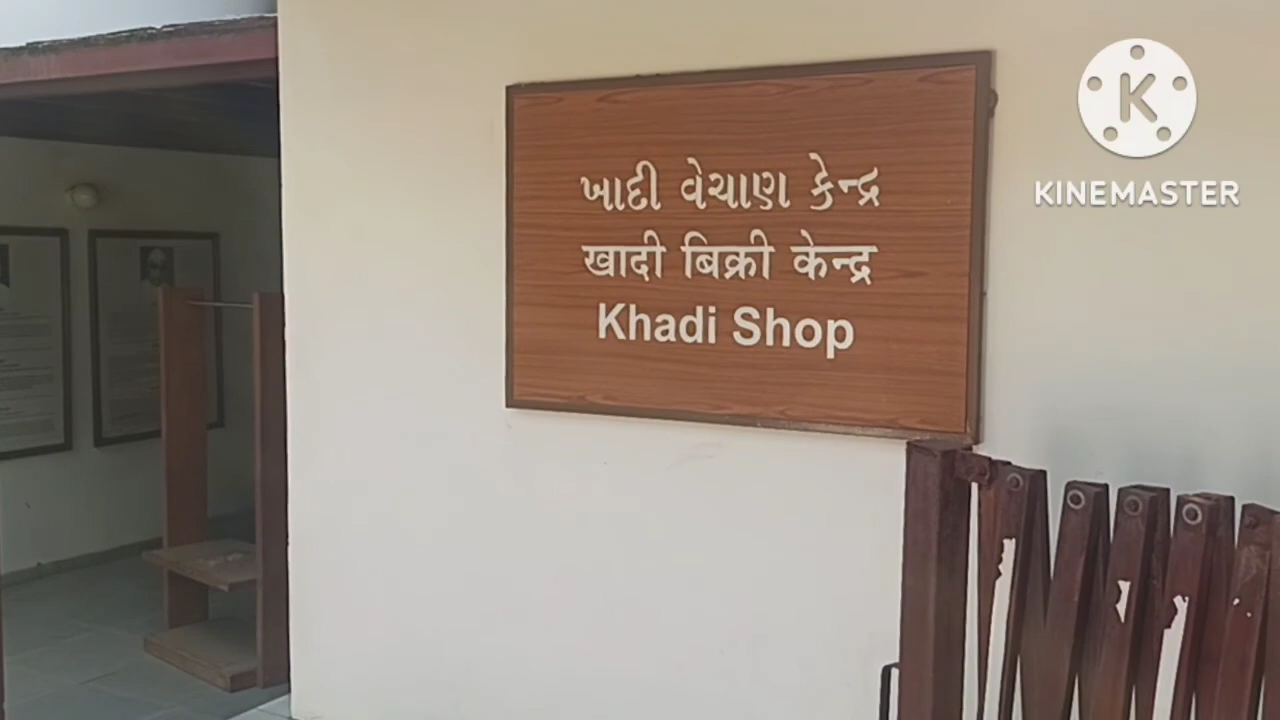 ખાદી વેચાણ કેન્દ્ર
खादी बिक्री केन्द्र
Khadi Shop
K
KINEMASTER